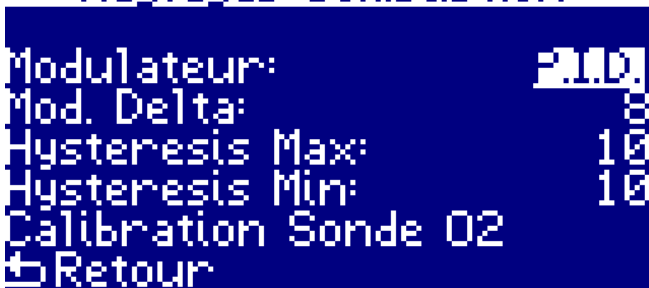 Modulateur: P.I.D.
Mod. Delta: 8
Hysteresis Max: 10
Hysteresis Min: 10
Calibration Sonde O2
Retour